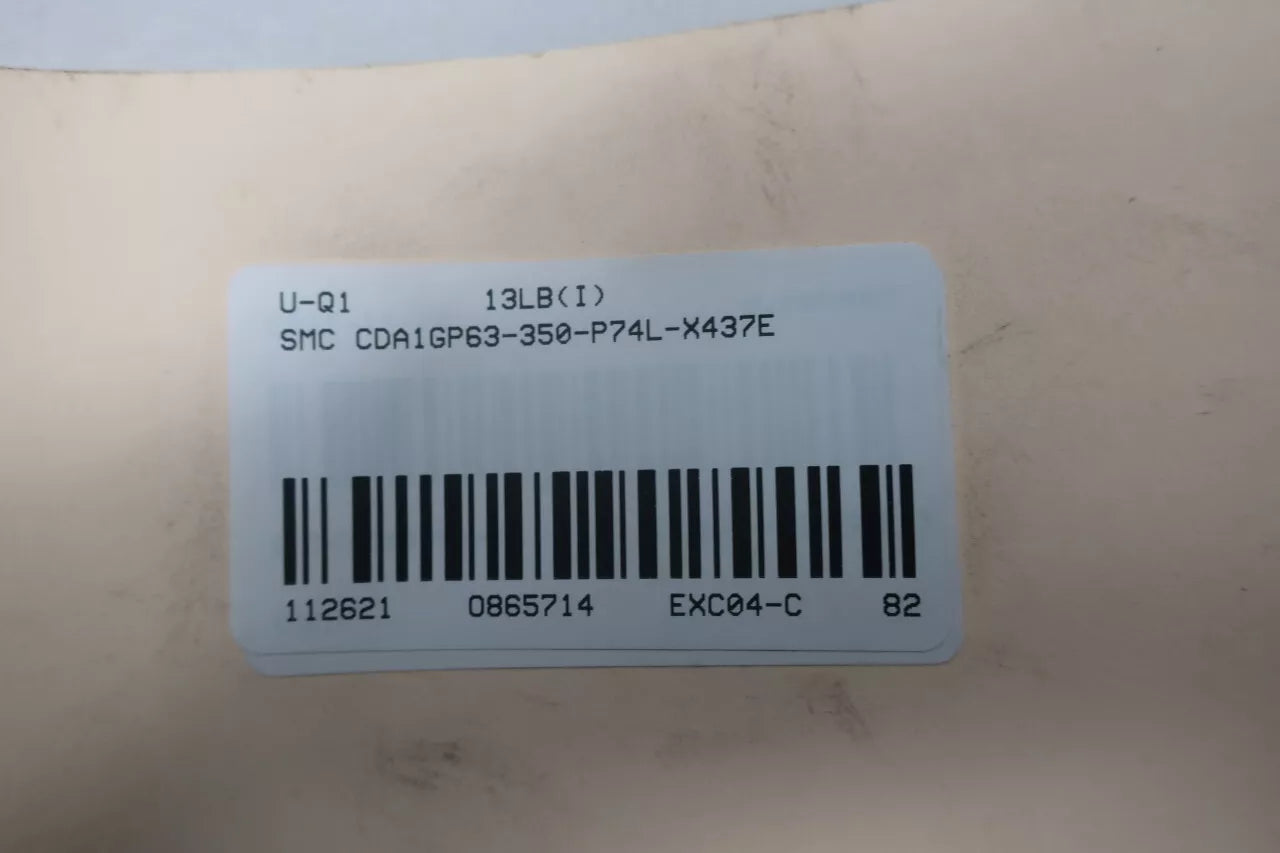 U-Q1 13LB(I)
SMC CDA1GP63-350-P74L-X437E
112621 0865714 EXC04-C 82